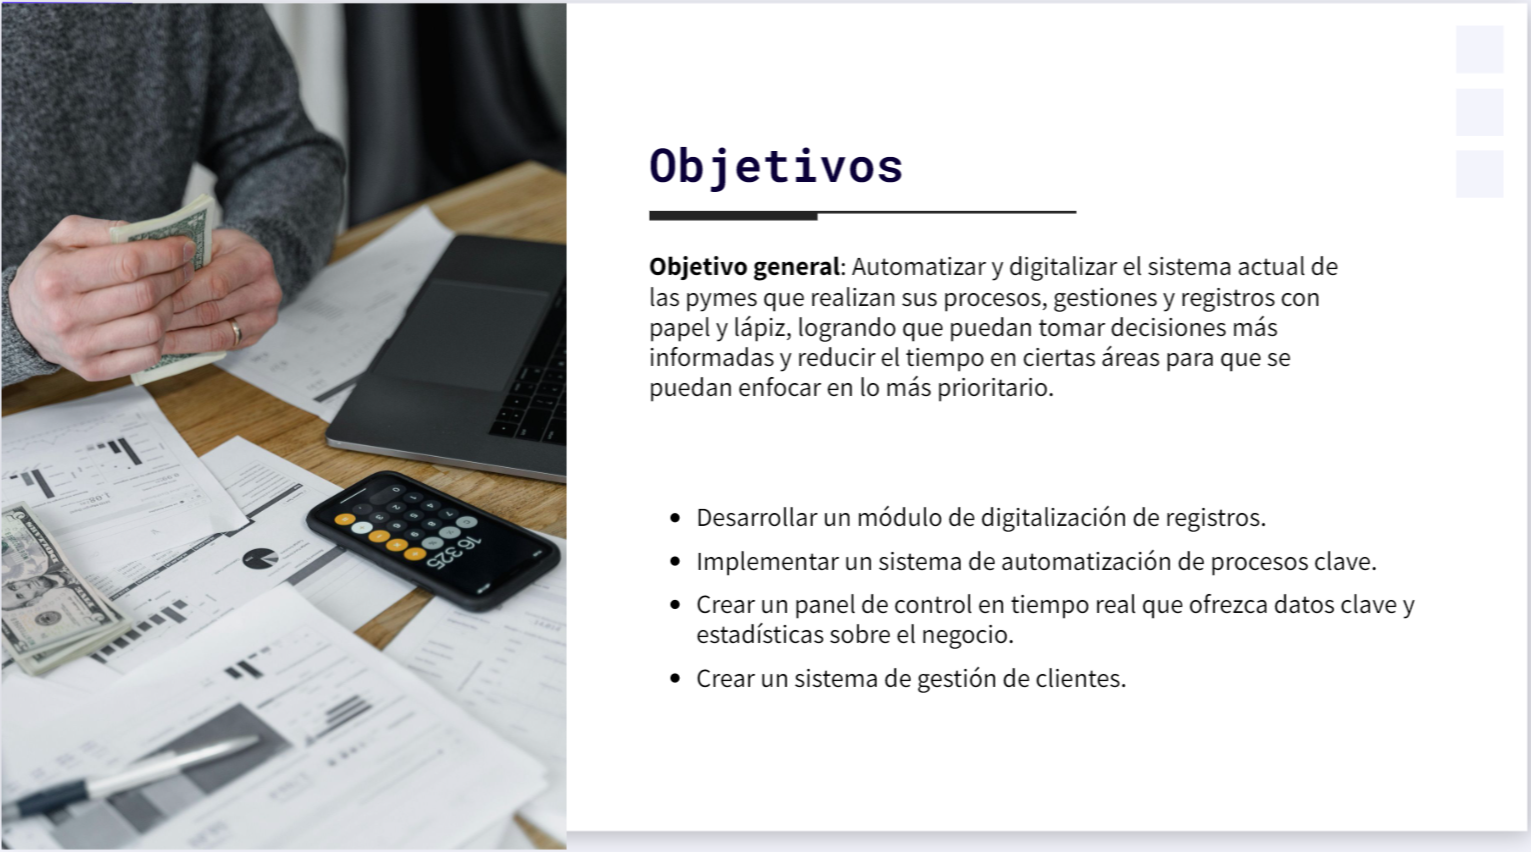 Objetivos
Objetivo general: Automatizar y digitalizar el sistema actual de
las pymes que realizan sus procesos, gestiones y registros con
papel y lápiz, logrando que puedan tomar decisiones más
informadas y reducir el tiempo en ciertas áreas para que se
puedan enfocar en lo más prioritario.
• Desarrollar un módulo de digitalización de registros.
• Implementar un sistema de automatización de procesos clave.
• Crear un panel de control en tiempo real que ofrezca datos clave y
estadísticas sobre el negocio.
• Crear un sistema de gestión de clientes.
16325